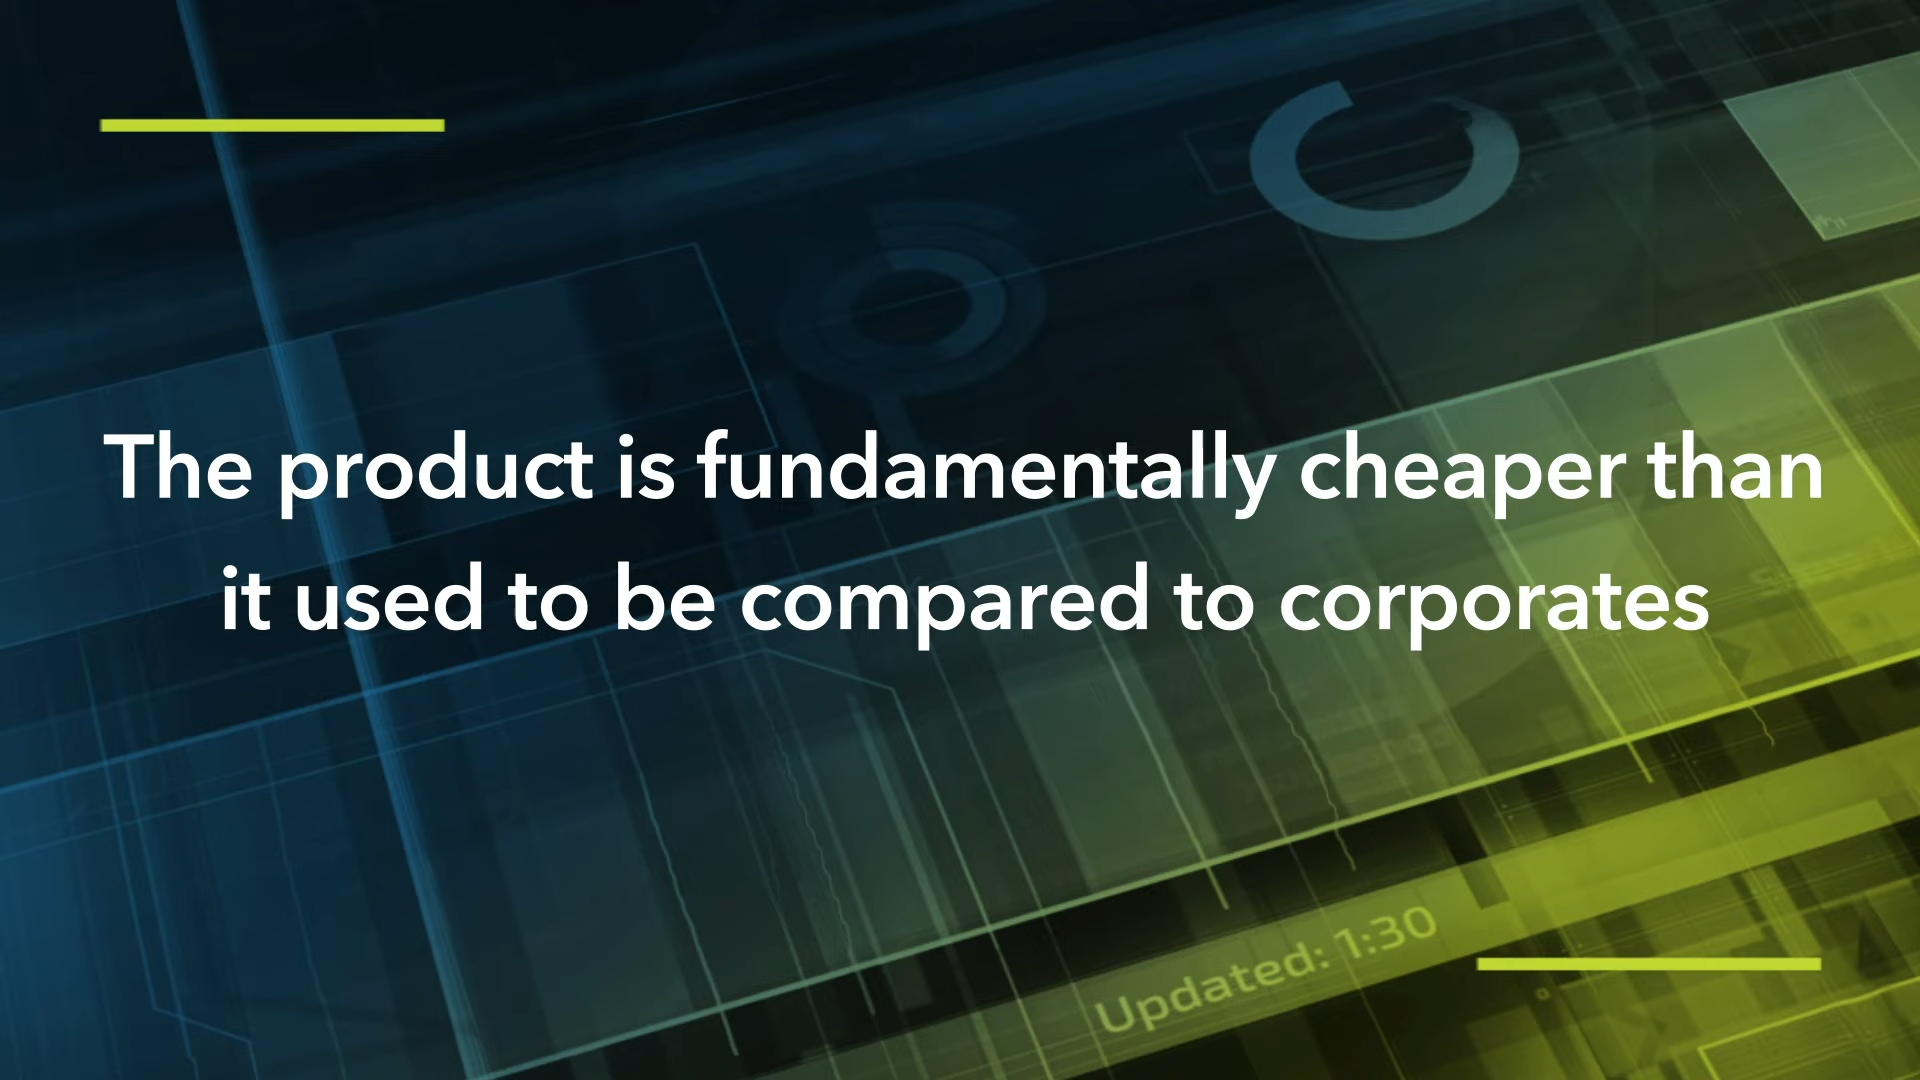 The product is fundamentally cheaper than
it used to be compared to corporates
Updated: 1:30